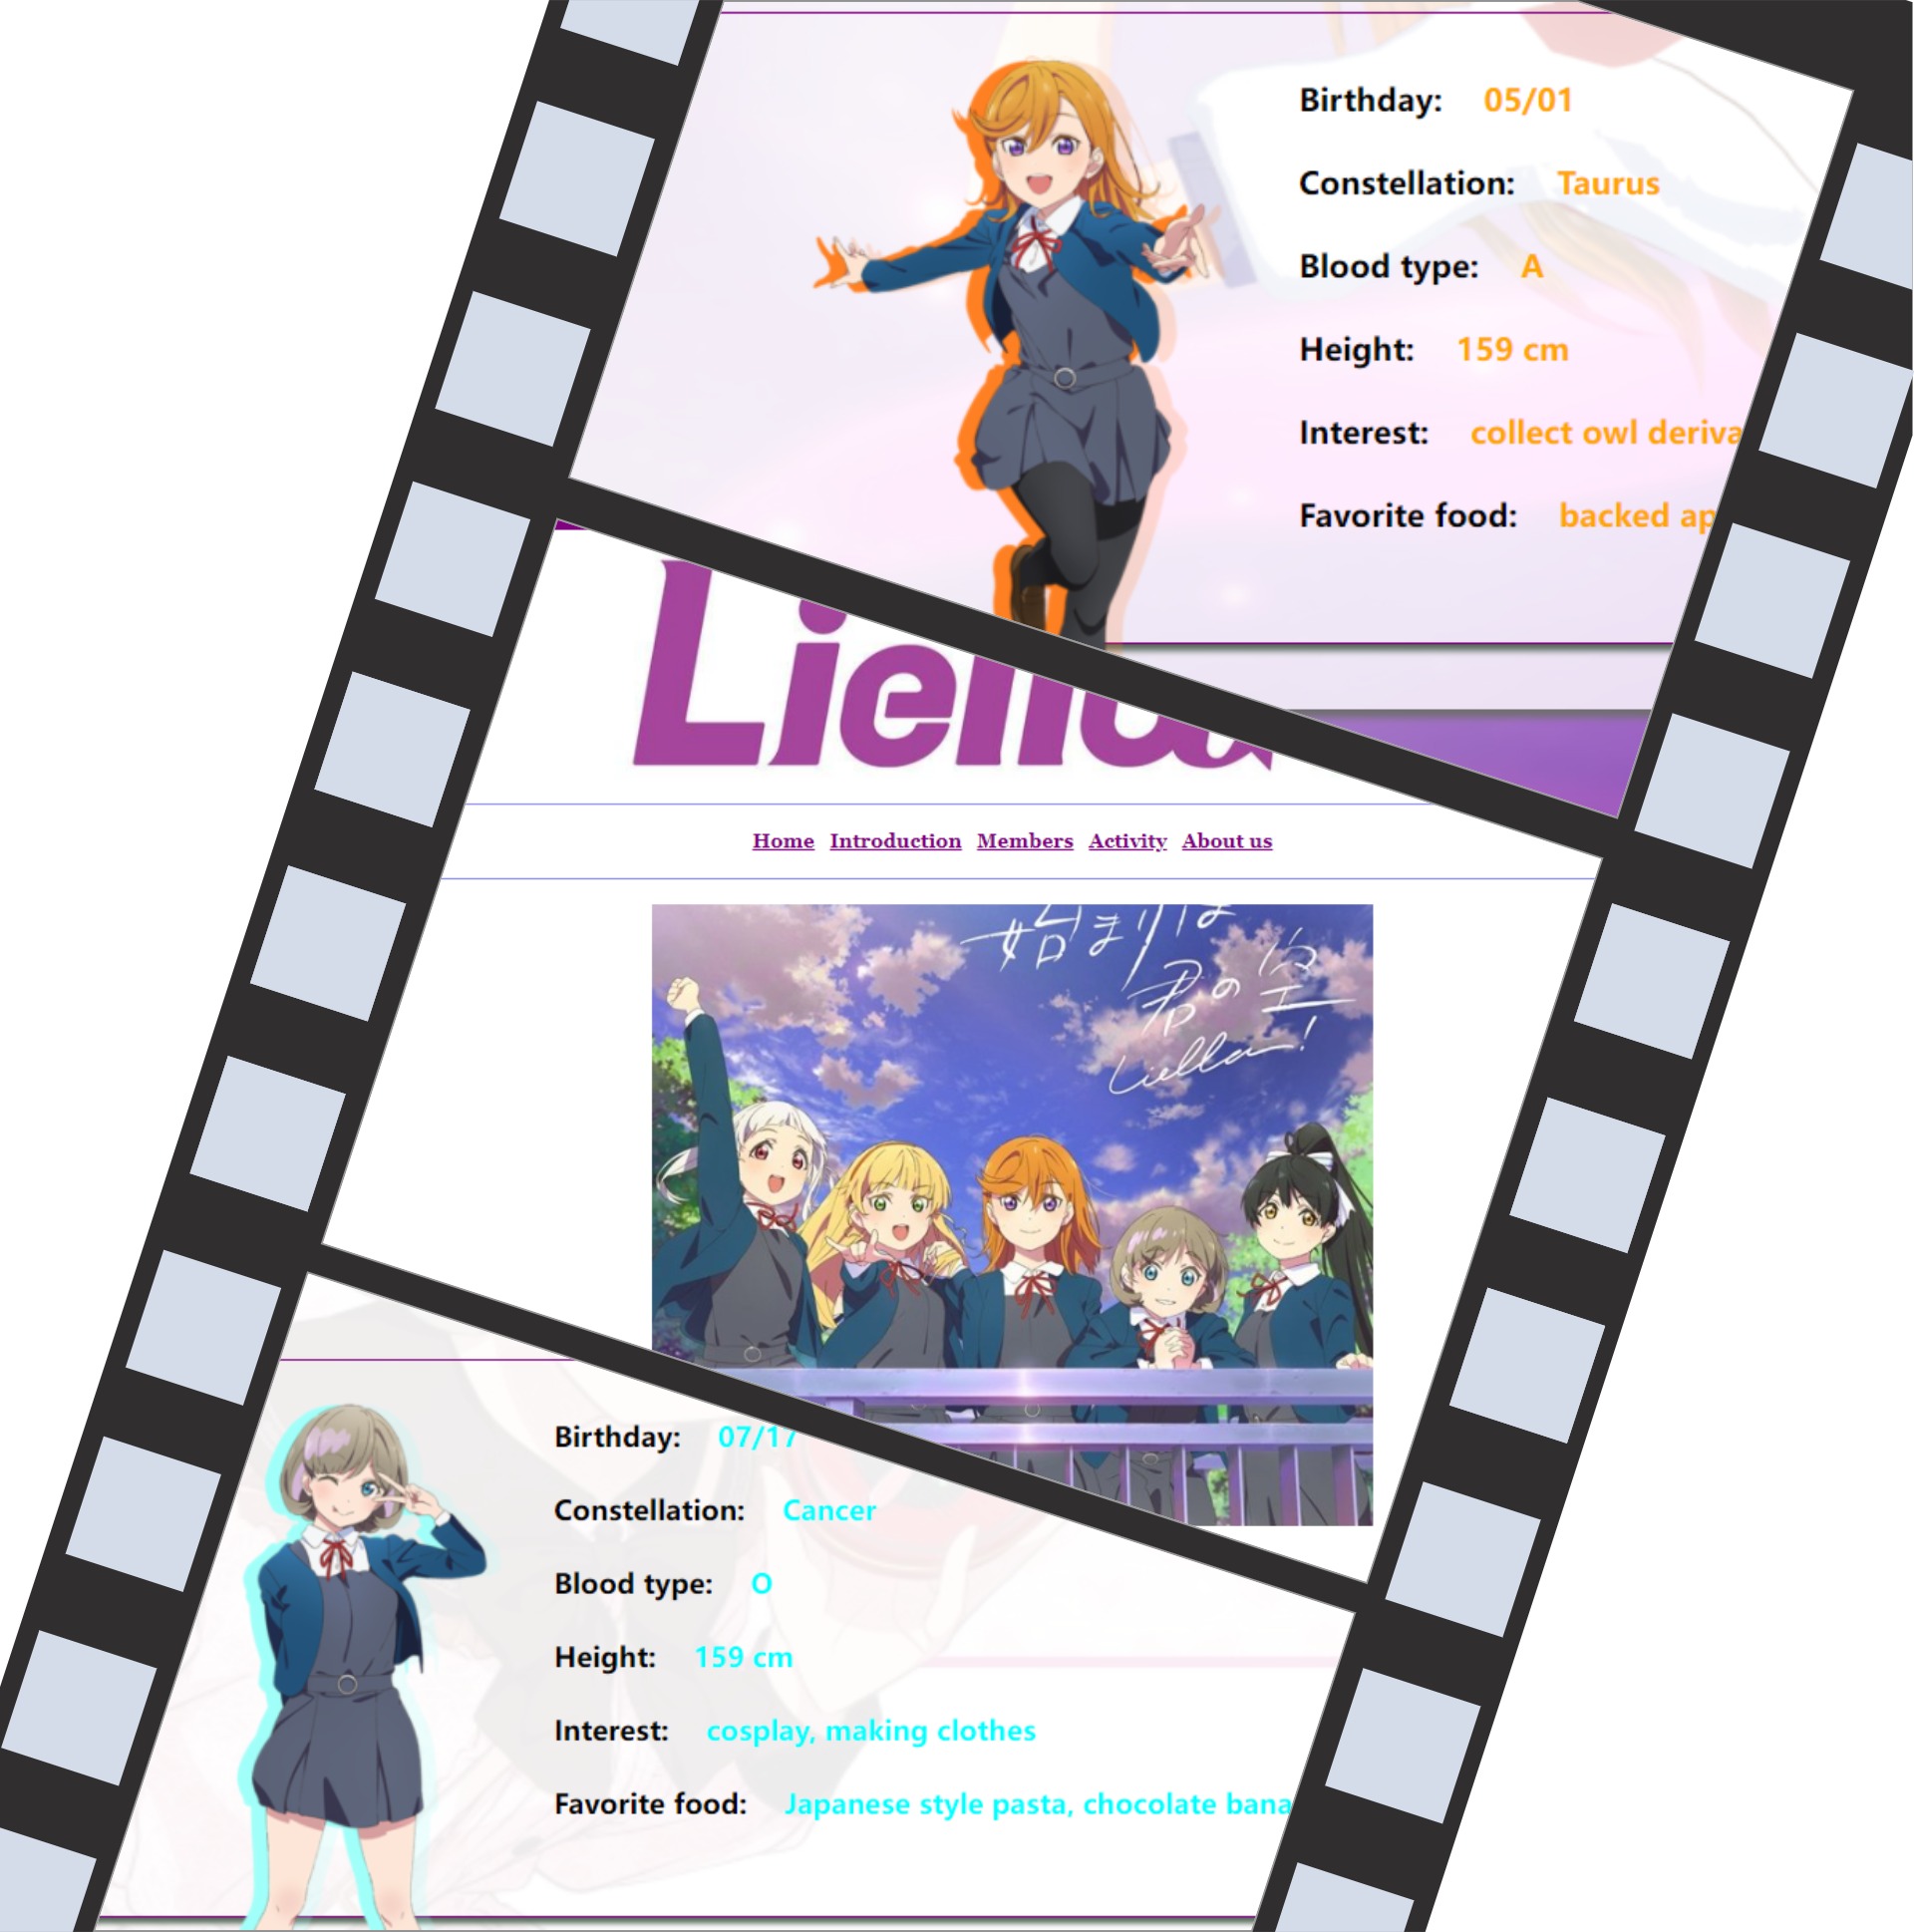 Birthday: 05/01
Constellation: Taurus
Blood type: A
Height: 159 cm
Interest: collect owl deriva
Favorite food: backed ap
Liella
Home Introduction Members Activity About us
始まりは
君の空
Liella!
Birthday: 07/17
Constellation: Cancer
Blood type: O
Height: 159 cm
Interest: cosplay, making clothes
Favorite food: Japanese style pasta, chocolate bana